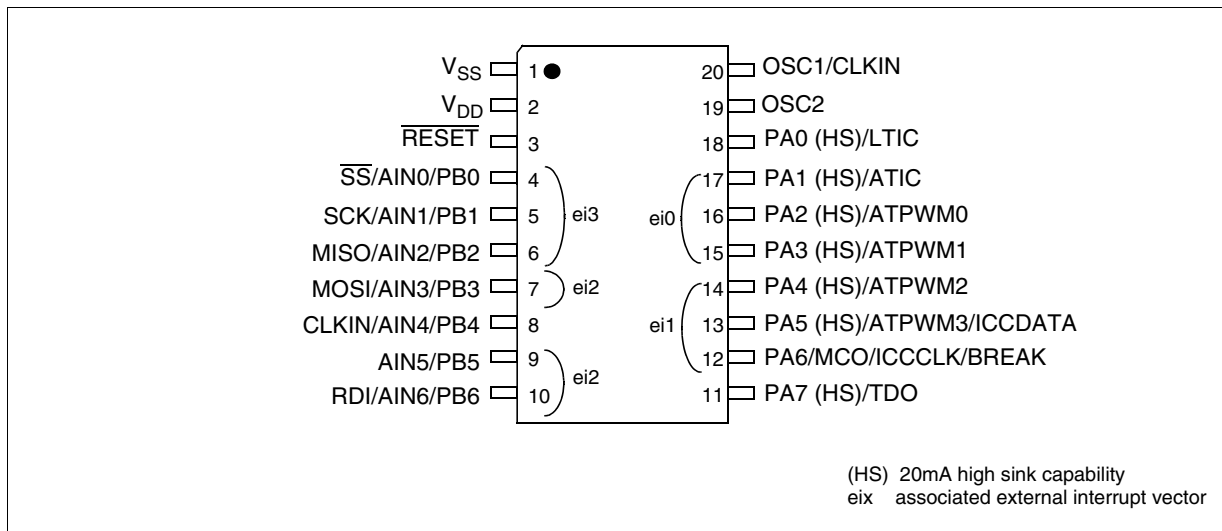 VSS 1 20 OSC1/CLKIN
VDD 2 19 OSC2
RESET 3 18 PA0 (HS)/LTIC
SS/AIN0/PB0 4 17 PA1 (HS)/ATIC
SCK/AIN1/PB1 5 ei3 ei0 16 PA2 (HS)/ATPWM0
MISO/AIN2/PB2 6 15 PA3 (HS)/ATPWM1
MOSI/AIN3/PB3 7 ei2 14 PA4 (HS)/ATPWM2
CLKIN/AIN4/PB4 8 ei1 13 PA5 (HS)/ATPWM3/ICCDATA
AIN5/PB5 9 12 PA6/MCO/ICCCLK/BREAK
RDI/AIN6/PB6 10 ei2 11 PA7 (HS)/TDO
(HS) 20mA high sink capability
eix associated external interrupt vector